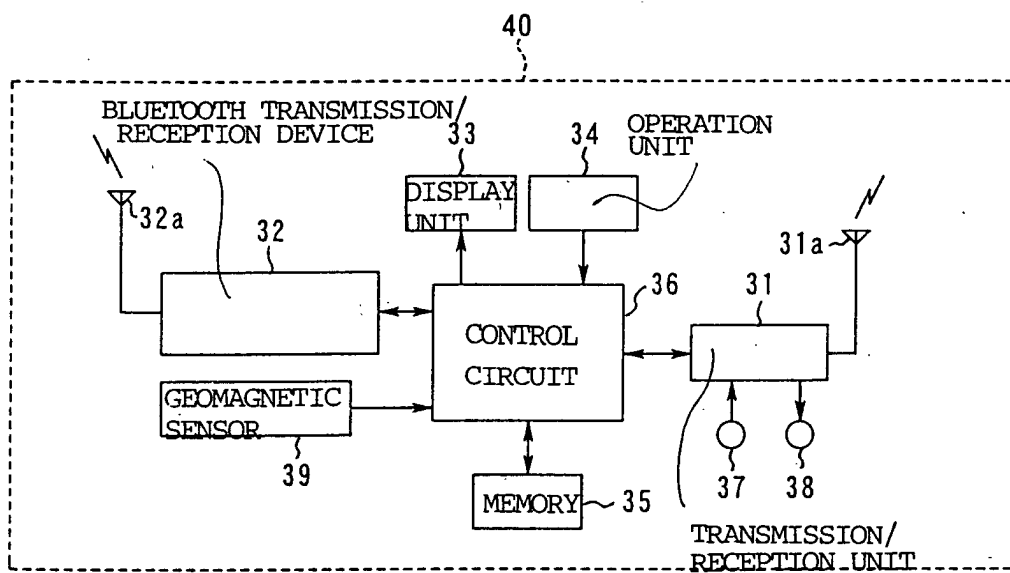 40
BLUETOOTH TRANSMISSION/
RECEPTION DEVICE
33
34
OPERATION
UNIT
32a
DISPLAY
UNIT
31a
32
36
31
CONTROL
CIRCUIT
GEOMAGNETIC
SENSOR
39
37
38
MEMORY
35
TRANSMISSION/
RECEPTION UNIT